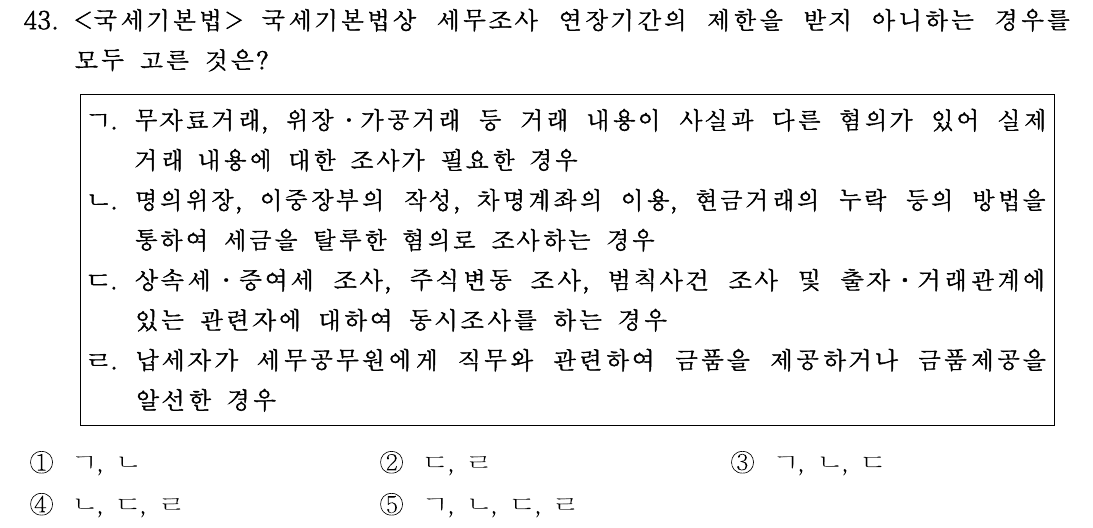 43. <국세기본법> 국세기본법상 세무조사 연장기간의 제한을 받지 아니하는 경우를
모두 고른 것은?
ㄱ. 무자료거래, 위장·가공거래 등 거래 내용이 사실과 다른 혐의가 있어 실제
거래 내용에 대한 조사가 필요한 경우
ㄴ. 명의위장, 이중장부의 작성, 차명계좌의 이용, 현금거래의 누락 등의 방법을
통하여 세금을 탈루한 혐의로 조사하는 경우
ㄷ. 상속세·증여세 조사, 주식변동 조사, 범칙사건 조사 및 출자·거래관계에
있는 관련자에 대하여 동시조사를 하는 경우
ㄹ. 납세자가 세무공무원에게 직무와 관련하여 금품을 제공하거나 금품제공을
알선한 경우
① ㄱ, ㄴ ② ㄷ, ㄹ ③ ㄱ, ㄴ, ㄷ
④ ㄴ, ㄷ, ㄹ ⑤ ㄱ, ㄴ, ㄷ, ㄹ